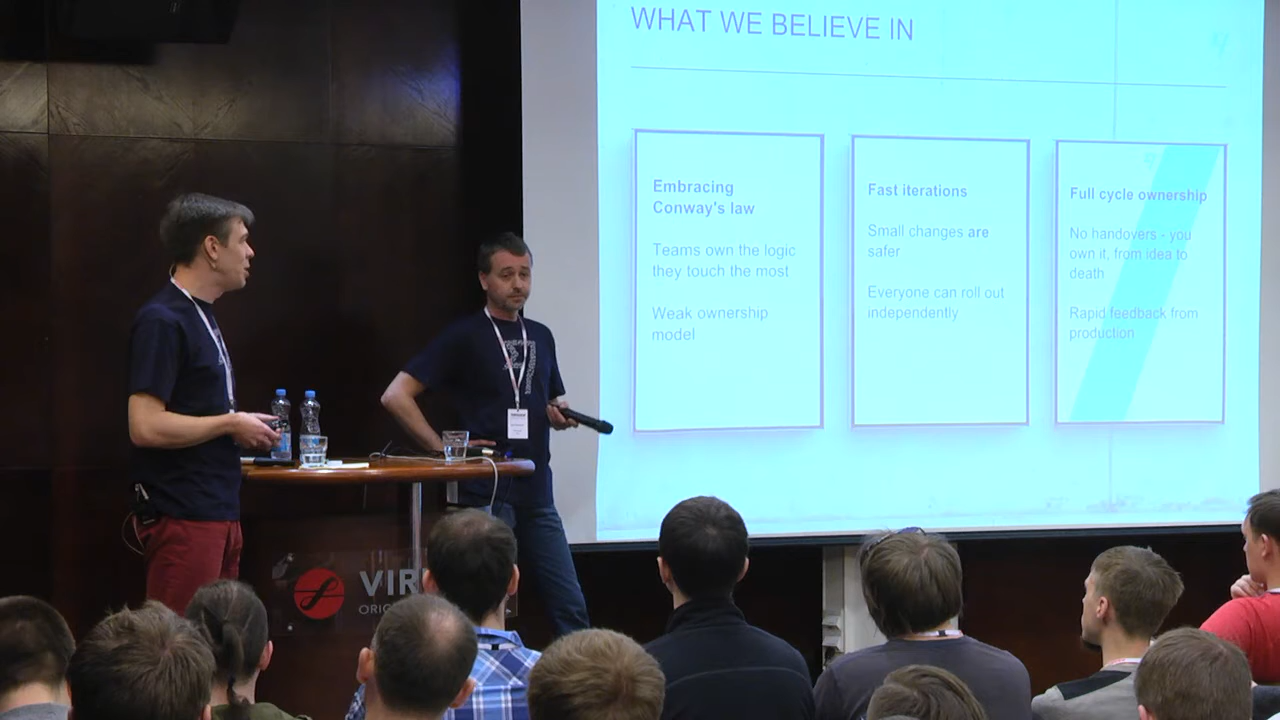 WHAT WE BELIEVE IN
Embracing
Conway's law
Teams own the logic
they touch the most
Weak ownership
model
Fast iterations
Small changes are
safer
Everyone can roll out
independently
Full cycle ownership
No handovers - you
own it, from idea to
death
Rapid feedback from
production